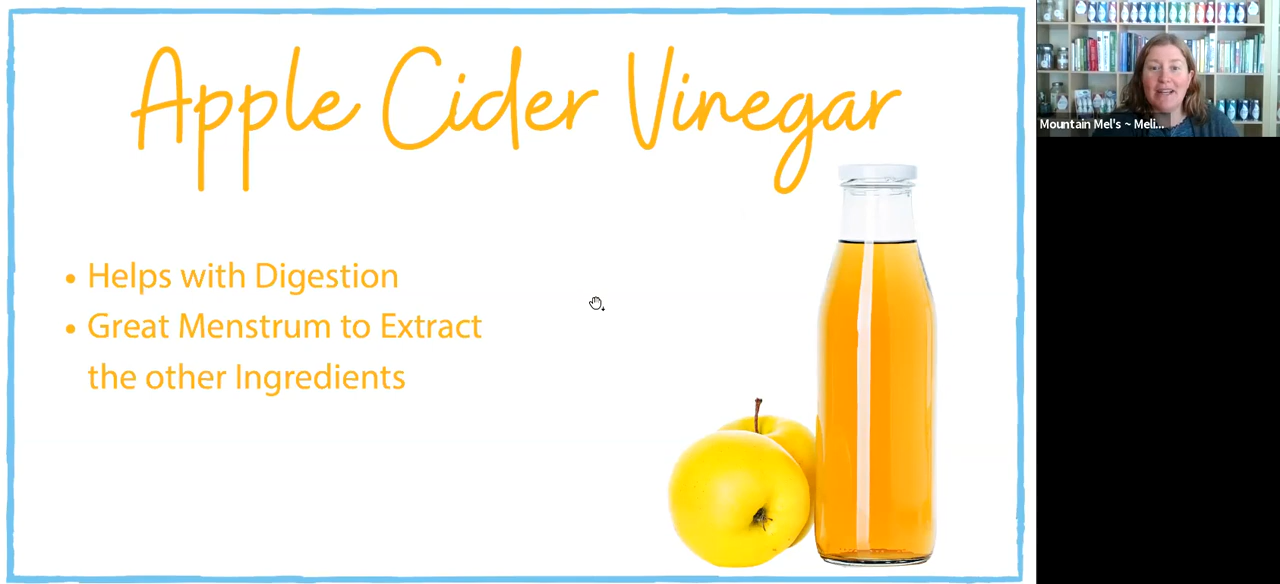 Apple Cider Vinegar
• Helps with Digestion
• Great Menstrum to Extract
the other Ingredients
Mountain Mel's ~ Meli...